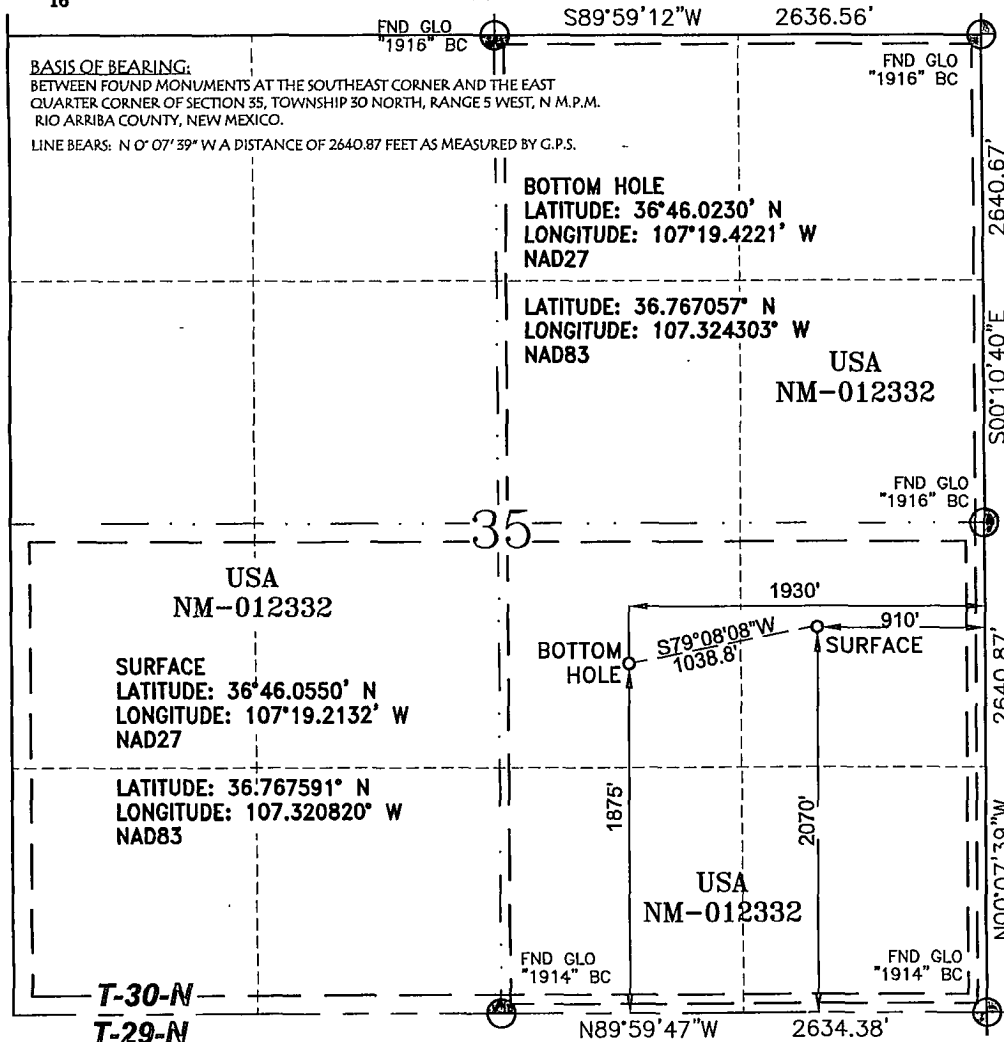 16
S89°59'12"W 2636.56'
FND GLO
"1916" BC
FND GLO
"1916" BC
BASIS OF BEARING:
BETWEEN FOUND MONUMENTS AT THE SOUTHEAST CORNER AND THE EAST
QUARTER CORNER OF SECTION 35, TOWNSHIP 30 NORTH, RANGE 5 WEST, N M.P.M.
RIO ARRIBA COUNTY, NEW MEXICO.
LINE BEARS: N 0° 07' 39" W A DISTANCE OF 2640.87 FEET AS MEASURED BY G.P.S.
BOTTOM HOLE
LATITUDE: 36°46.0230' N
LONGITUDE: 107°19.4221' W
NAD27
LATITUDE: 36.767057° N
LONGITUDE: 107.324303° W
NAD83
USA
NM-012332
2640.67'
S00°10'40"E
FND GLO
"1916" BC
35
USA
NM-012332
1930'
910'
S79°08'08"W
1038.8'
BOTTOM
HOLE
SURFACE
SURFACE
LATITUDE: 36°46.0550' N
LONGITUDE: 107°19.2132' W
NAD27
LATITUDE: 36.767591° N
LONGITUDE: 107.320820° W
NAD83
1875'
2070'
2640.87'
N00°07'39"W
USA
NM-012332
FND GLO
"1914" BC
FND GLO
"1914" BC
T-30-N
T-29-N
N89°59'47"W 2634.38'